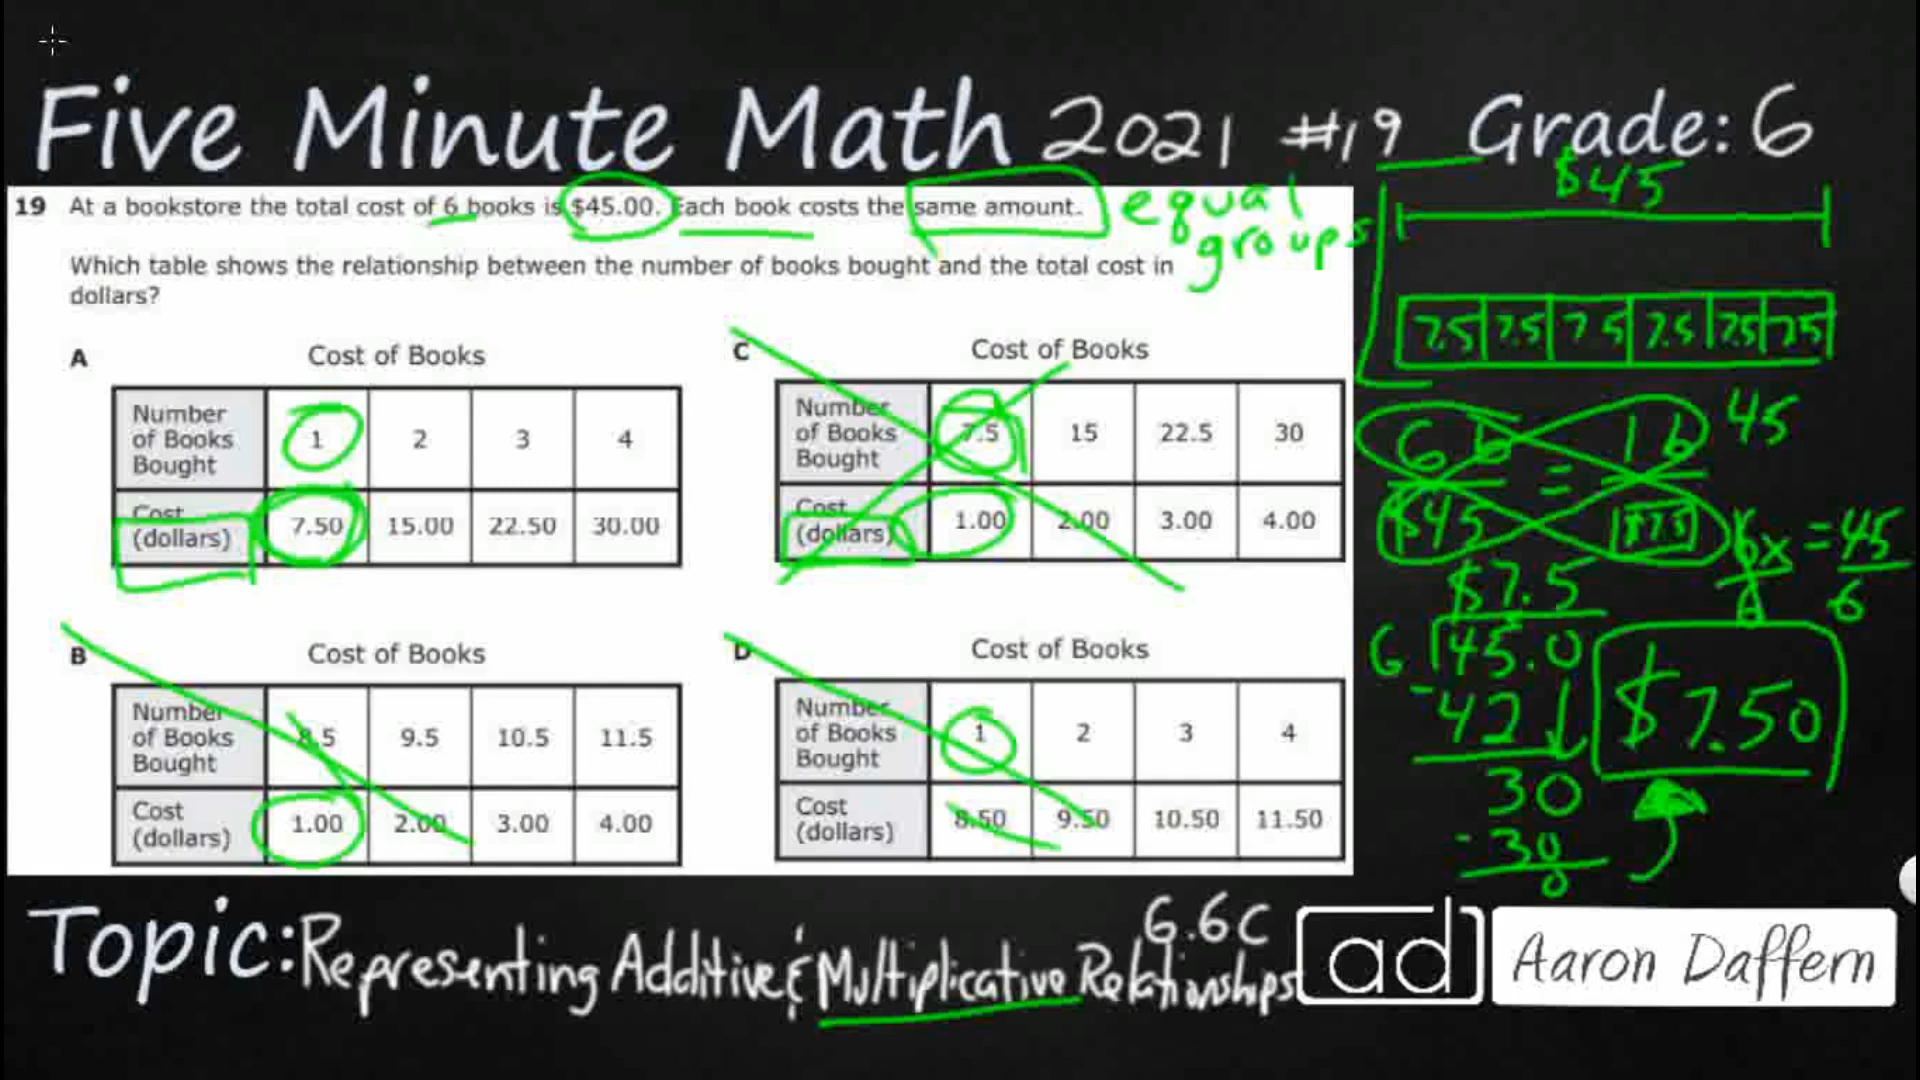 Five Minute Math 2021 #19 Grade: 6
19 At a bookstore the total cost of 6 books is $45.00. Each book costs the same amount.
equal
groups
Which table shows the relationship between the number of books bought and the total cost in
dollars?
A Cost of Books
Number of Books Bought 1 2 3 4
Cost (dollars) 7.50 15.00 22.50 30.00
B Cost of Books
Number of Books Bought 8.5 9.5 10.5 11.5
Cost (dollars) 1.00 2.00 3.00 4.00
C Cost of Books
Number of Books Bought 7.5 15 22.5 30
Cost (dollars) 1.00 2.00 3.00 4.00
D Cost of Books
Number of Books Bought 1 2 3 4
Cost (dollars) 8.50 9.50 10.50 11.50
$45
7.5 7.5 7.5 7.5 7.5 7.5
6 6 = 1 6 45
$45 $7.5
6x = 45
6 6
$7.5
6 45.0
-42
30
-30
0
$7.50
Topic: Representing Additive & Multiplicative Relationships
6.6C
ad Aaron Daffern